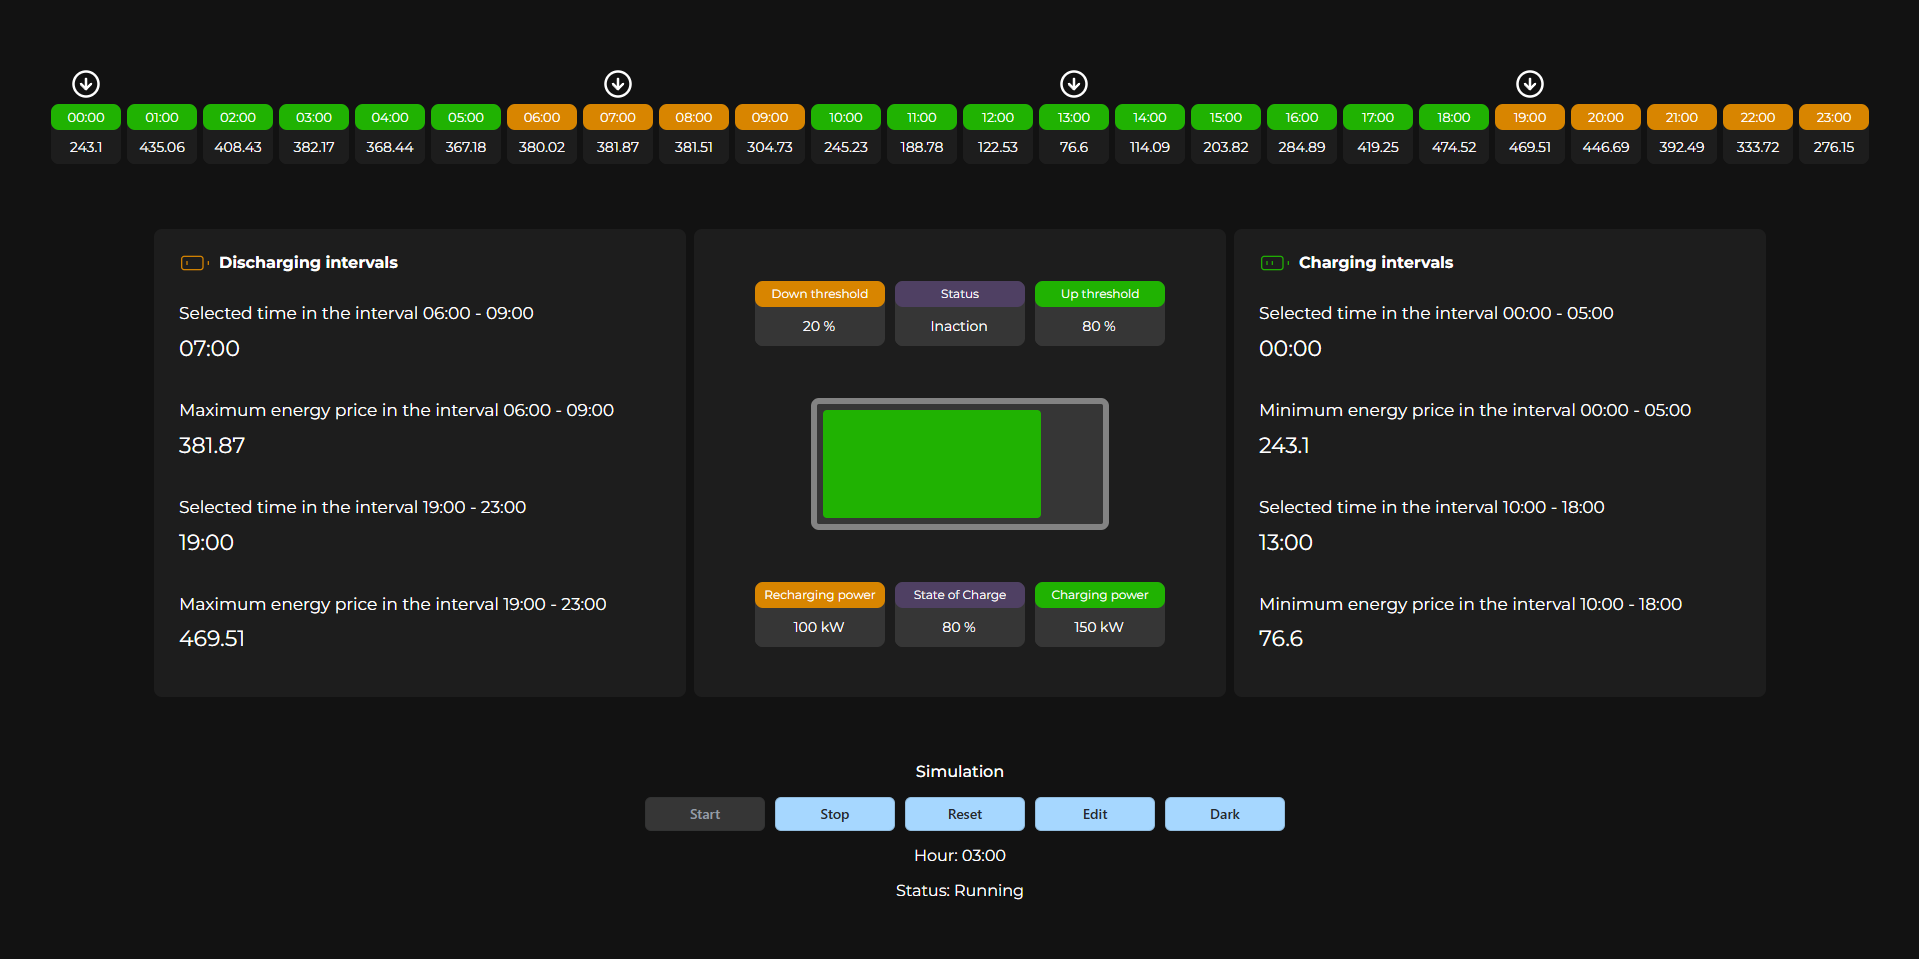 00:00 01:00 02:00 03:00 04:00 05:00 06:00 07:00 08:00 09:00 10:00 11:00 12:00 13:00 14:00 15:00 16:00 17:00 18:00 19:00 20:00 21:00 22:00 23:00
243.1 435.06 408.43 382.17 368.44 367.18 380.02 381.87 381.51 304.73 245.23 188.78 122.53 76.6 114.09 203.82 284.89 419.25 474.52 469.51 446.69 392.49 333.72 276.15
Discharging intervals
Selected time in the interval 06:00 - 09:00
07:00
Maximum energy price in the interval 06:00 - 09:00
381.87
Selected time in the interval 19:00 - 23:00
19:00
Maximum energy price in the interval 19:00 - 23:00
469.51
Down threshold Status Up threshold
20 % Inaction 80 %
Recharging power State of Charge Charging power
100 kW 80 % 150 kW
Charging intervals
Selected time in the interval 00:00 - 05:00
00:00
Minimum energy price in the interval 00:00 - 05:00
243.1
Selected time in the interval 10:00 - 18:00
13:00
Minimum energy price in the interval 10:00 - 18:00
76.6
Simulation
Start Stop Reset Edit Dark
Hour: 03:00
Status: Running